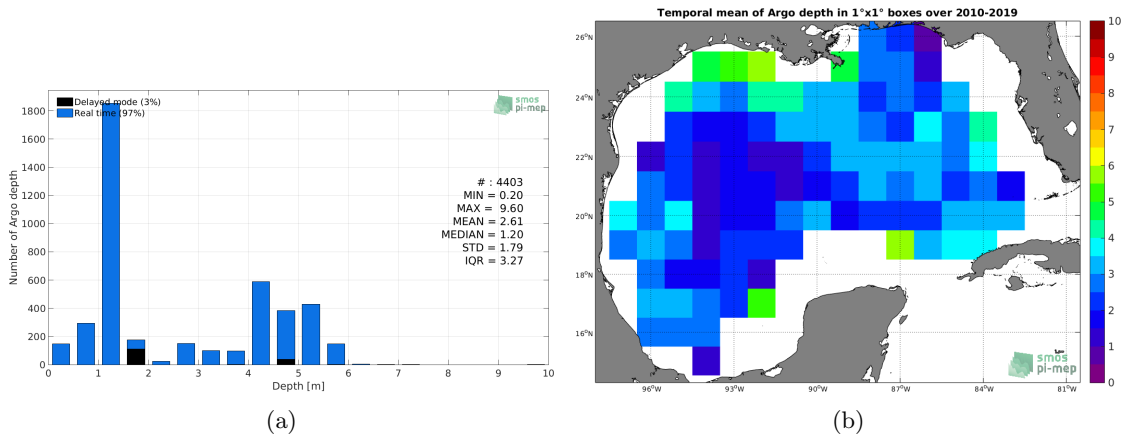 Delayed mode (3%)
Real time (97%)
smos
pi-mep
# : 4403
MIN = 0.20
MAX = 9.60
MEAN = 2.61
MEDIAN = 1.20
STD = 1.79
IQR = 3.27
Number of Argo depth
1800
1600
1400
1200
1000
800
600
400
200
0
0 1 2 3 4 5 6 7 8 9 10
Depth [m]
(a)
Temporal mean of Argo depth in 1°x1° boxes over 2010-2019
26°N
24°N
22°N
20°N
18°N
16°N
96°W 93°W 90°W 87°W 84°W 81°W
smos
pi-mep
10
9
8
7
6
5
4
3
2
1
0
(b)